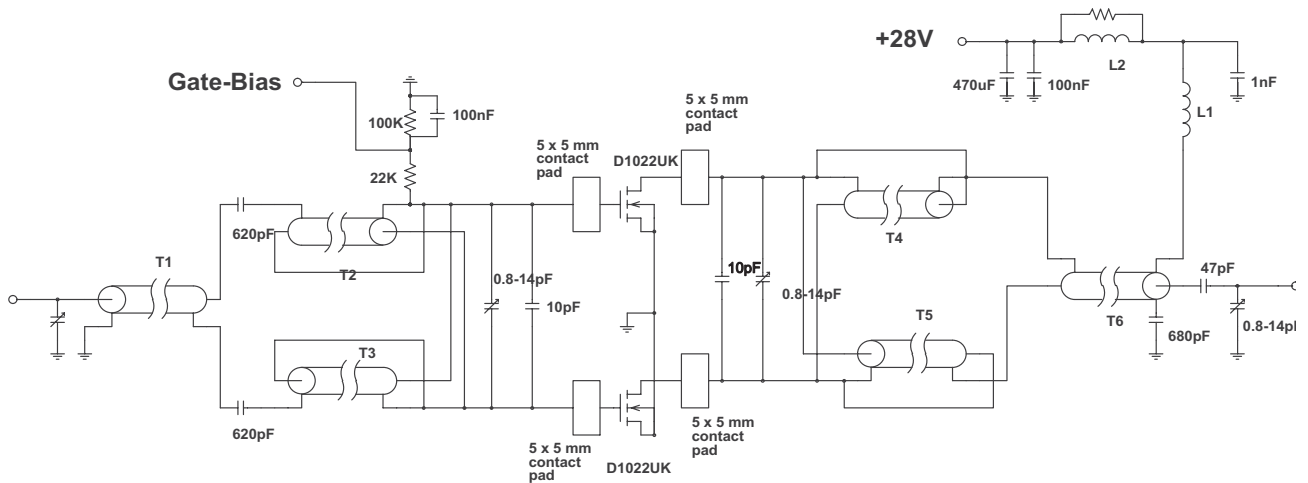 +28V
L2
470uF
100nF
1nF
L1
Gate-Bias
100K
100nF
22K
5 x 5 mm
contact
pad
5 x 5 mm
contact
pad
D1022UK
620pF
T2
T4
T1
0.8-14pF
10pF
10pF
0.8-14pF
47pF
T6
680pF
0.8-14pF
T3
T5
620pF
5 x 5 mm
contact
pad
D1022UK
5 x 5 mm
contact
pad